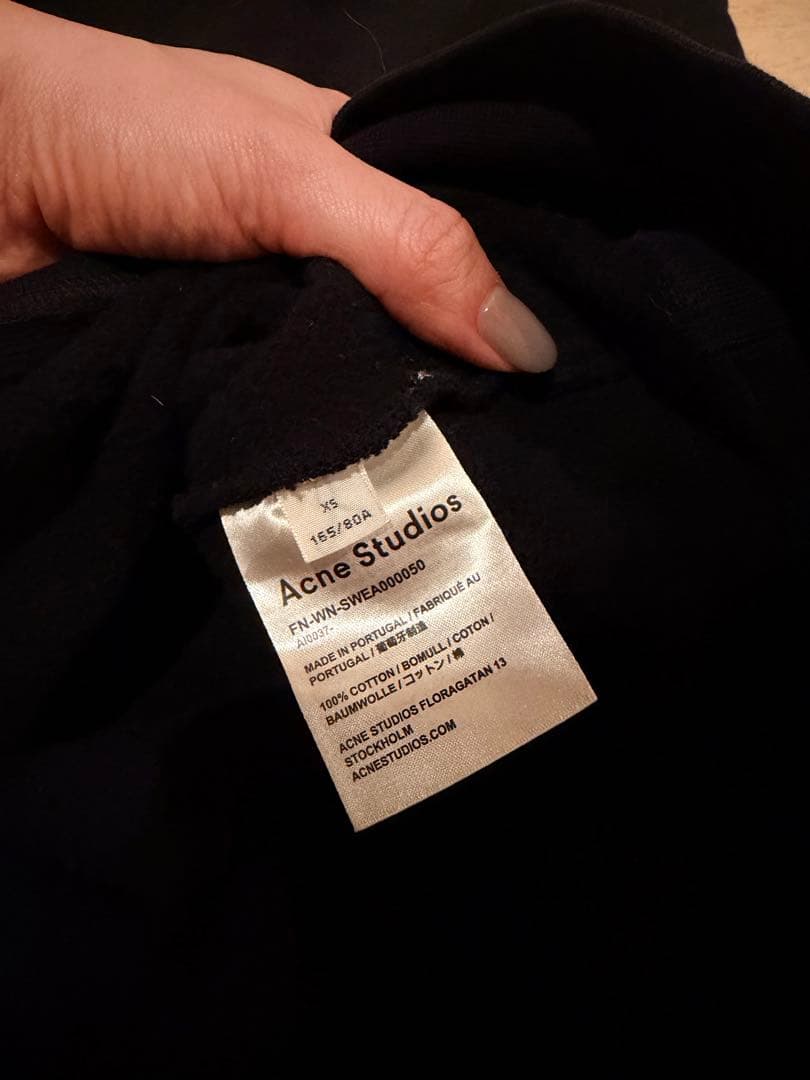 XS
165/80A
Acne Studios
FN-WN-SWEA000050
AI0037-
MADE IN PORTUGAL / FABRIQUÉ AU
PORTUGAL / 葡萄牙制造
100% COTTON / BOMULL / COTON /
BAUMWOLLE / コットン / 棉
ACNE STUDIOS FLORAGATAN 13
STOCKHOLM
ACNESTUDIOS.COM